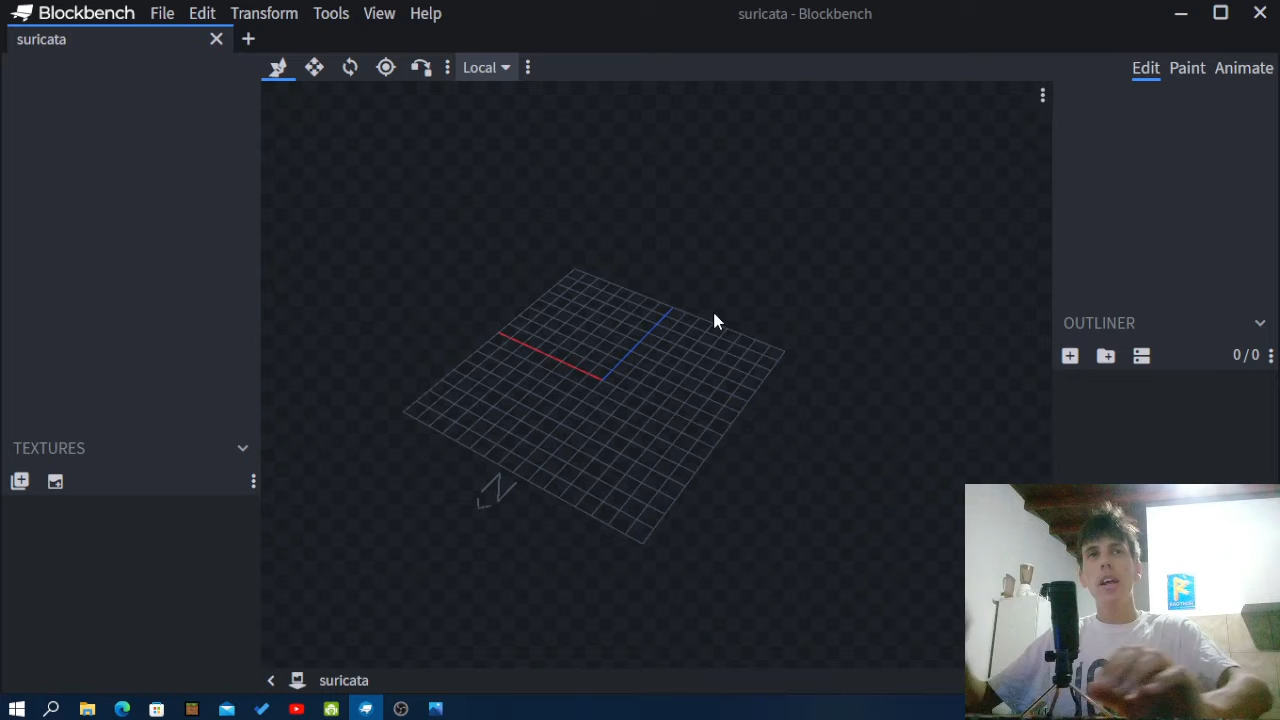 Blockbench File Edit Transform Tools View Help
suricata - Blockbench
suricata
Local
Edit Paint Animate
OUTLINER
0 / 0
TEXTURES
N
suricata